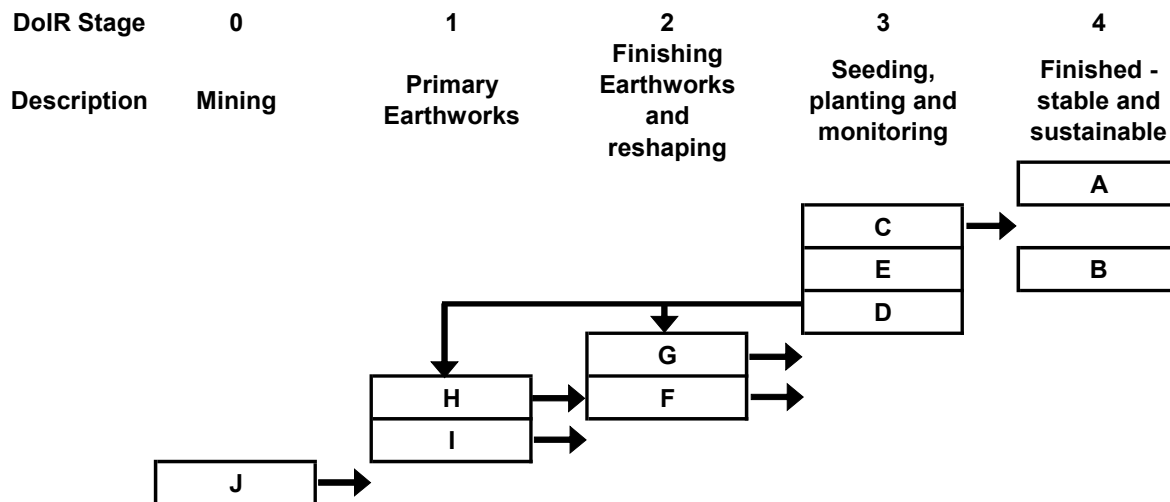 DoIR Stage 0 1 2 3 4
Description
Mining
Primary
Earthworks
Finishing
Earthworks
and
reshaping
Seeding,
planting and
monitoring
Finished -
stable and
sustainable
A
C
E
B
D
G
H
F
I
J